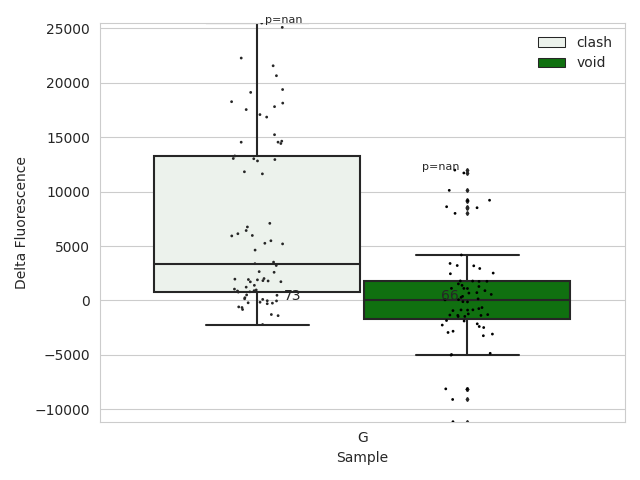 25000
20000
15000
10000
5000
0
−5000
−10000
Delta Fluorescence
p=nan
p=nan
73
66
clash
void
G
Sample